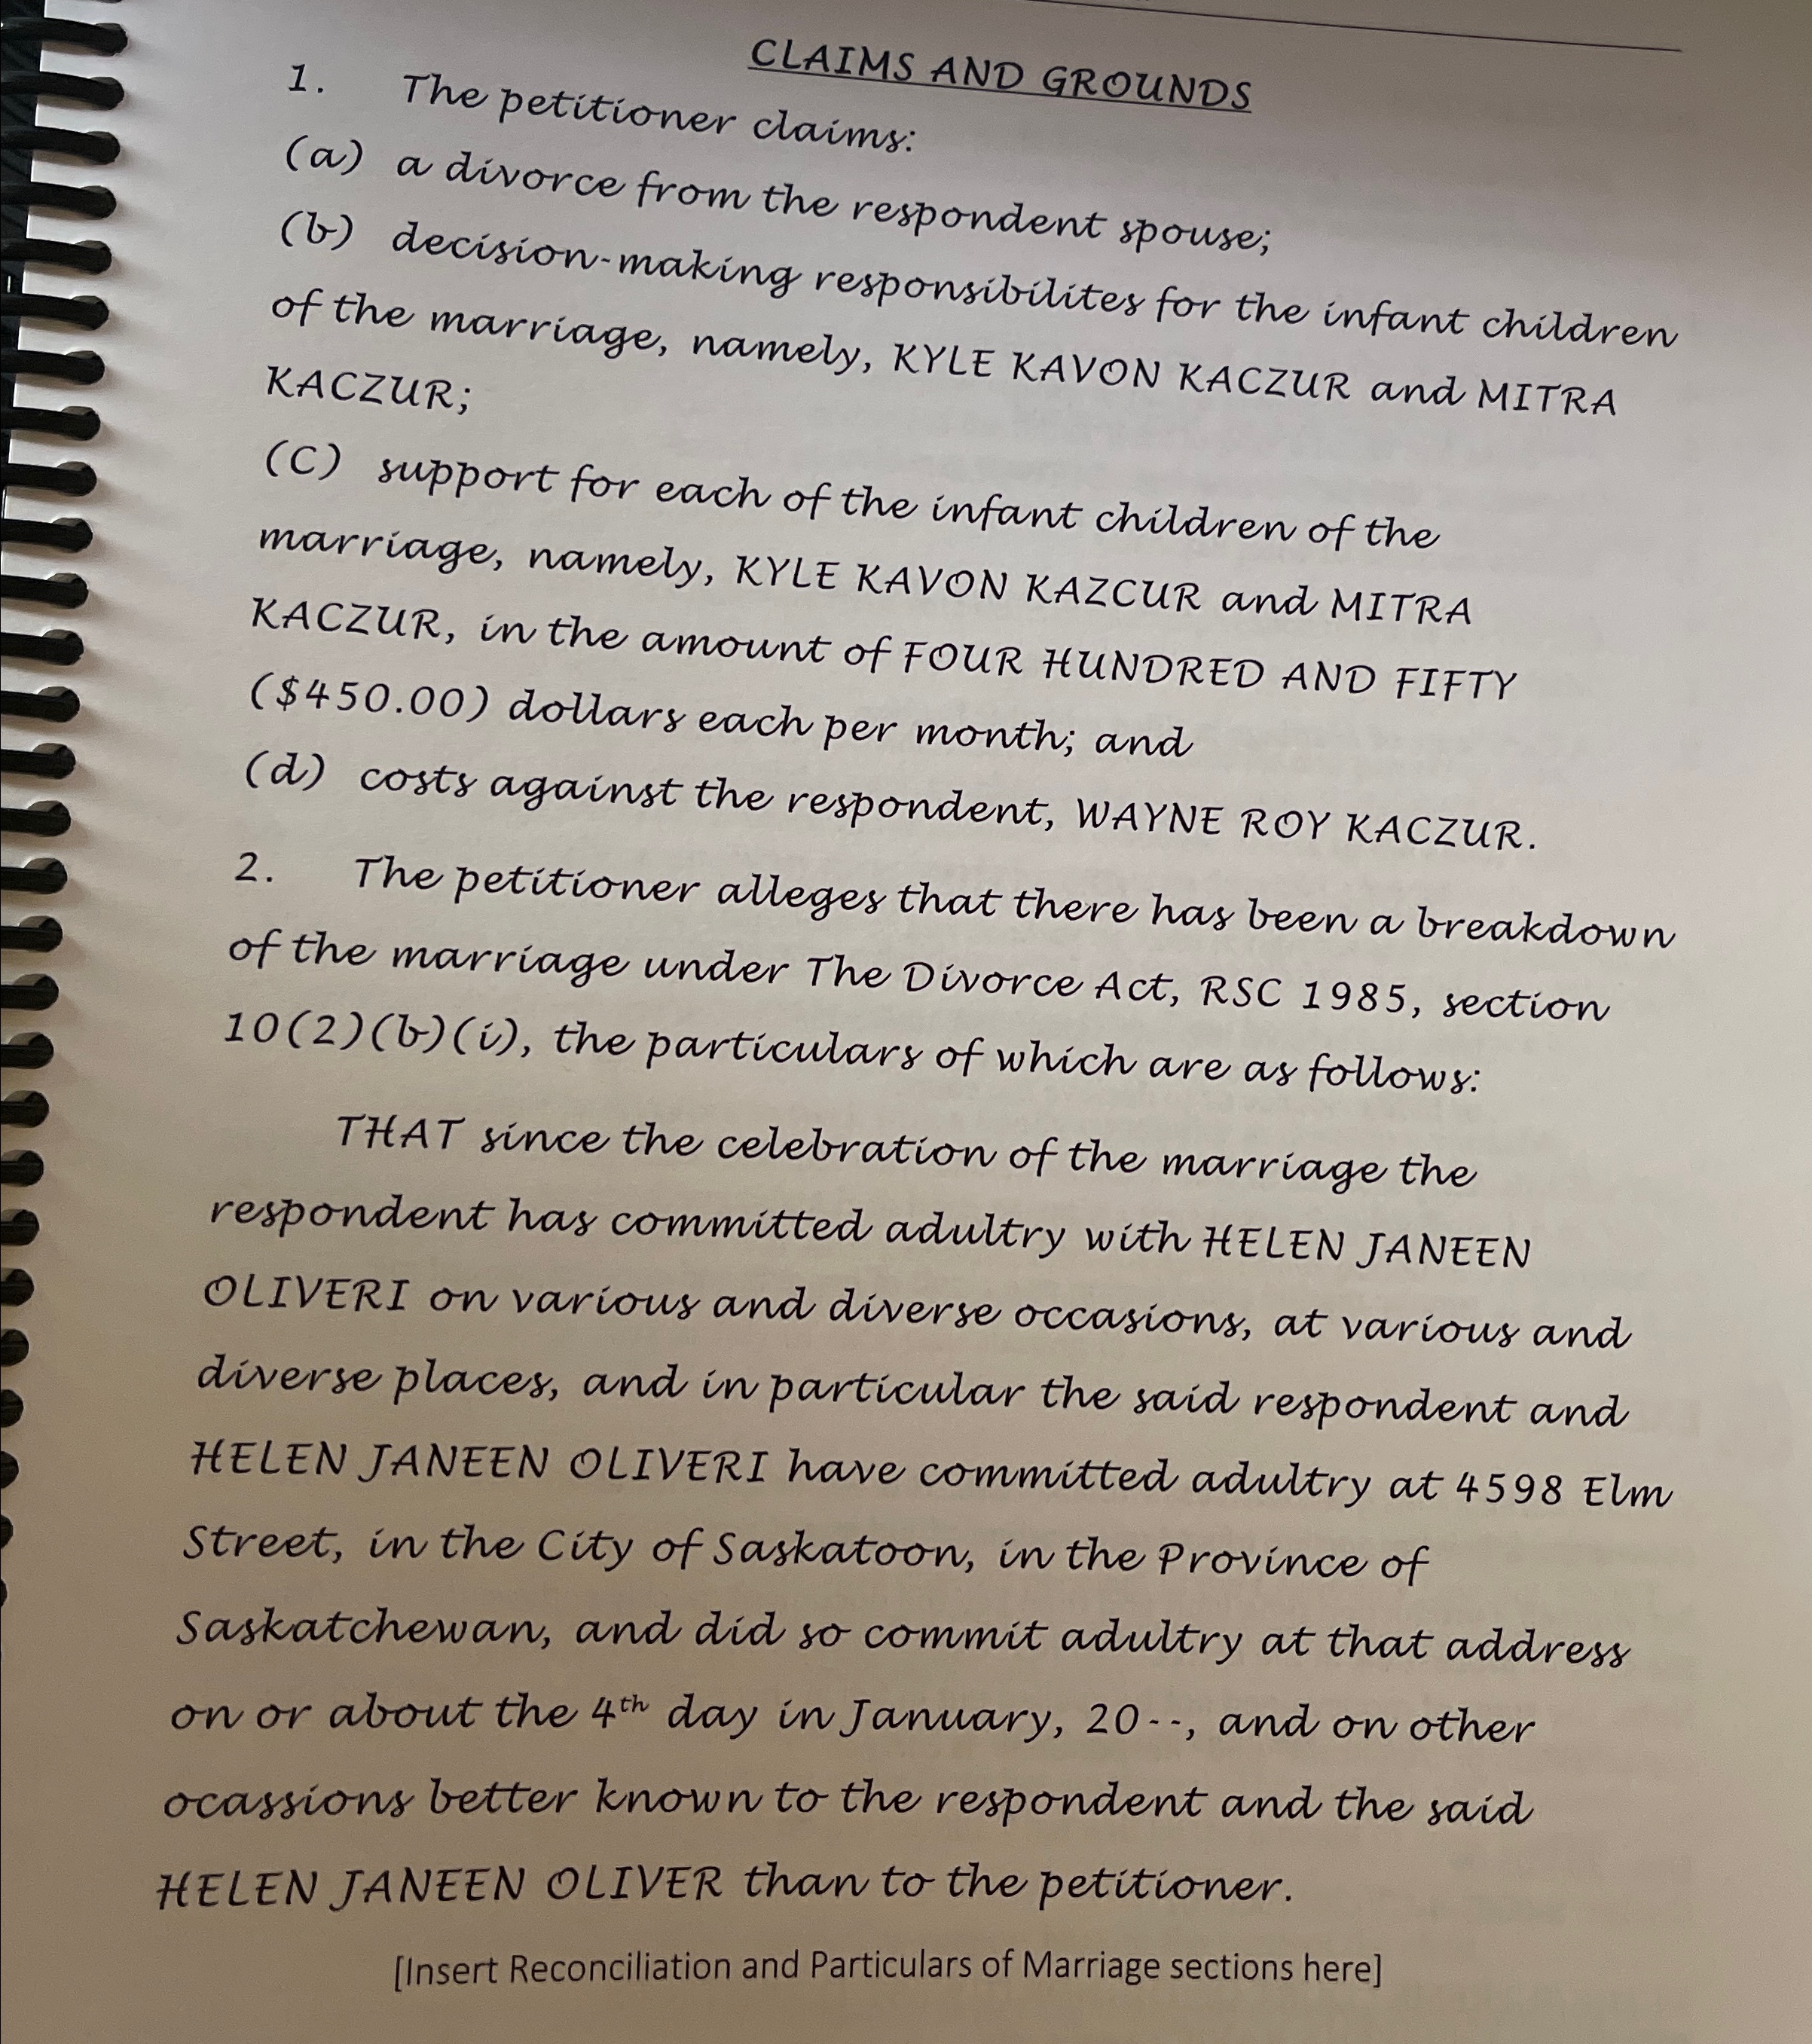 CLAIMS AND GROUNDS
1. The petitioner claims:
(a) a divorce from the respondent spouse;
(b) decision-making responsibilites for the infant children
of the marriage, namely, KYLE KAVON KACZUR and MITRA
KACZUR;
(C) support for each of the infant children of the
marriage, namely, KYLE KAVON KAZCUR and MITRA
KACZUR, in the amount of FOUR HUNDRED AND FIFTY
($450.00) dollars each per month; and
(d) costs against the respondent, WAYNE ROY KACZUR.
2. The petitioner alleges that there has been a breakdown
of the marriage under The Divorce Act, RSC 1985, section
10(2)(b)(i), the particulars of which are as follows:
THAT since the celebration of the marriage the
respondent has committed adultry with HELEN JANEEN
OLIVERI on various and diverse occasions, at various and
diverse places, and in particular the said respondent and
HELEN JANEEN OLIVERI have committed adultry at 4598 Elm
Street, in the City of Saskatoon, in the Province of
Saskatchewan, and did so commit adultry at that address
on or about the 4th day in January, 20--, and on other
ocassions better known to the respondent and the said
HELEN JANEEN OLIVER than to the petitioner.
[Insert Reconciliation and Particulars of Marriage sections here]